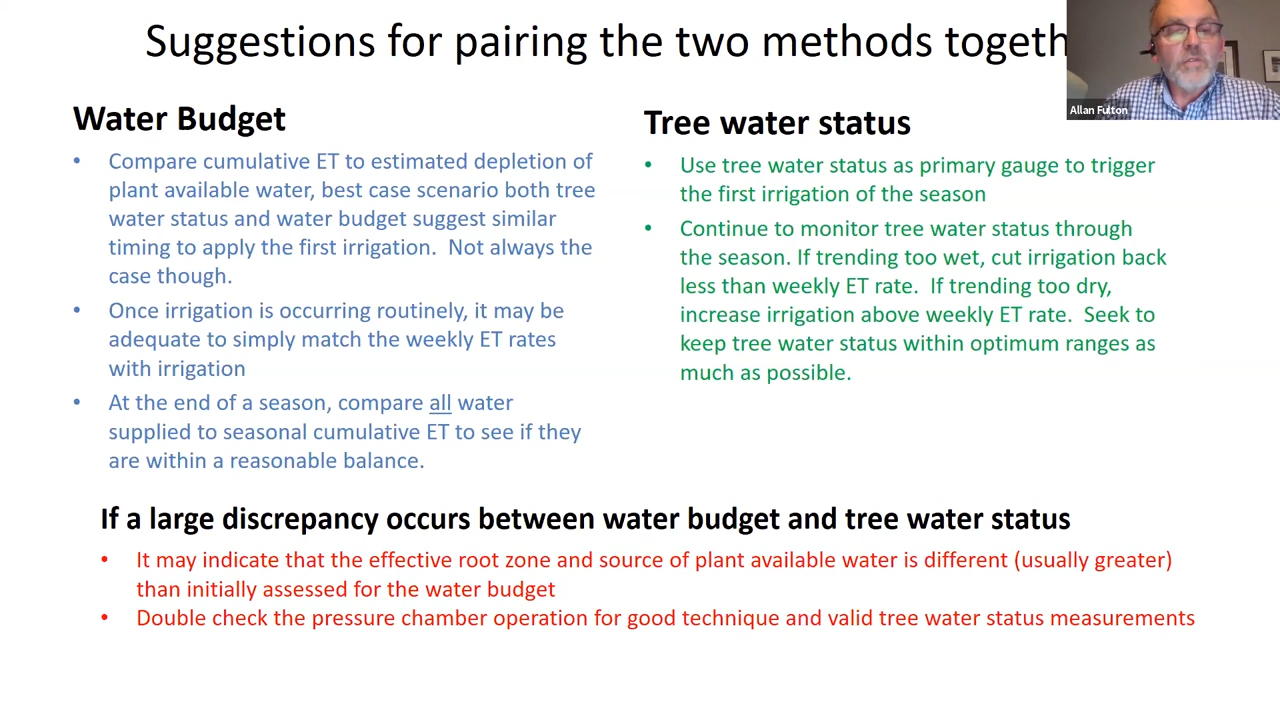 Suggestions for pairing the two methods togeth
Allan Fulton
Water Budget
• Compare cumulative ET to estimated depletion of
plant available water, best case scenario both tree
water status and water budget suggest similar
timing to apply the first irrigation.  Not always the
case though.
• Once irrigation is occurring routinely, it may be
adequate to simply match the weekly ET rates
with irrigation
• At the end of a season, compare all water
supplied to seasonal cumulative ET to see if they
are within a reasonable balance.
Tree water status
• Use tree water status as primary gauge to trigger
the first irrigation of the season
• Continue to monitor tree water status through
the season. If trending too wet, cut irrigation back
less than weekly ET rate.  If trending too dry,
increase irrigation above weekly ET rate.  Seek to
keep tree water status within optimum ranges as
much as possible.
If a large discrepancy occurs between water budget and tree water status
• It may indicate that the effective root zone and source of plant available water is different (usually greater)
than initially assessed for the water budget
• Double check the pressure chamber operation for good technique and valid tree water status measurements